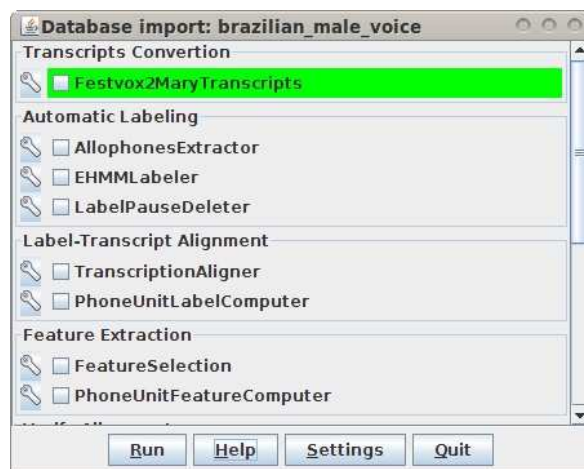 Database import: brazilian_male_voice
Transcripts Convertion
Festvox2MaryTranscripts
Automatic Labeling
AllophonesExtractor
EHMMLabeler
LabelPauseDeleter
Label-Transcript Alignment
TranscriptionAligner
PhoneUnitLabelComputer
Feature Extraction
FeatureSelection
PhoneUnitFeatureComputer
Run Help Settings Quit